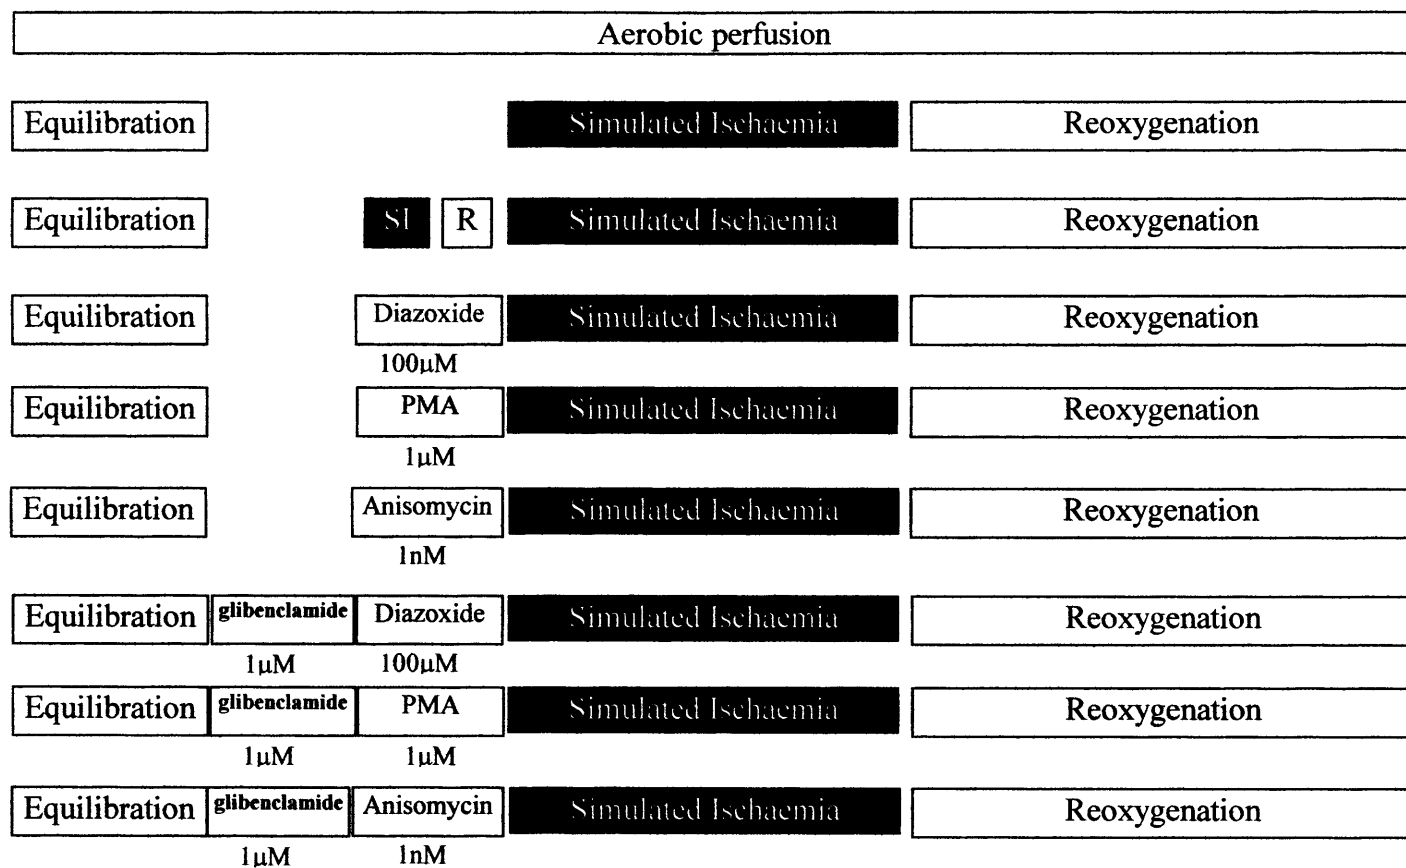 Aerobic perfusion
Equilibration Simulated Ischaemia Reoxygenation
Equilibration SI R Simulated Ischaemia Reoxygenation
Equilibration Diazoxide Simulated Ischaemia Reoxygenation
100μM
Equilibration PMA Simulated Ischaemia Reoxygenation
1μM
Equilibration Anisomycin Simulated Ischaemia Reoxygenation
1nM
Equilibration glibenclamide Diazoxide Simulated Ischaemia Reoxygenation
1μM 100μM
Equilibration glibenclamide PMA Simulated Ischaemia Reoxygenation
1μM 1μM
Equilibration glibenclamide Anisomycin Simulated Ischaemia Reoxygenation
1μM 1nM